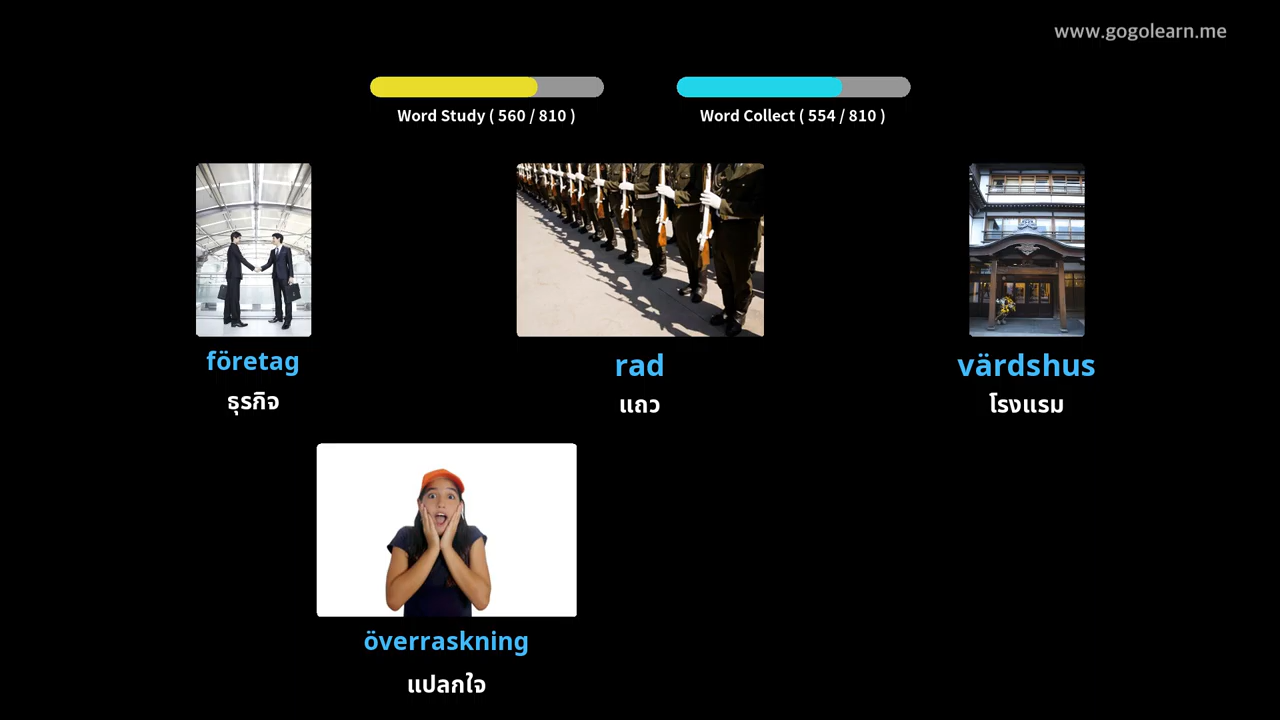 www.gogolearn.me
Word Study ( 560 / 810 )
Word Collect ( 554 / 810 )
företag
rad
värdshus
ธุรกิจ
แถว
โรงแรม
överraskning
แปลกใจ